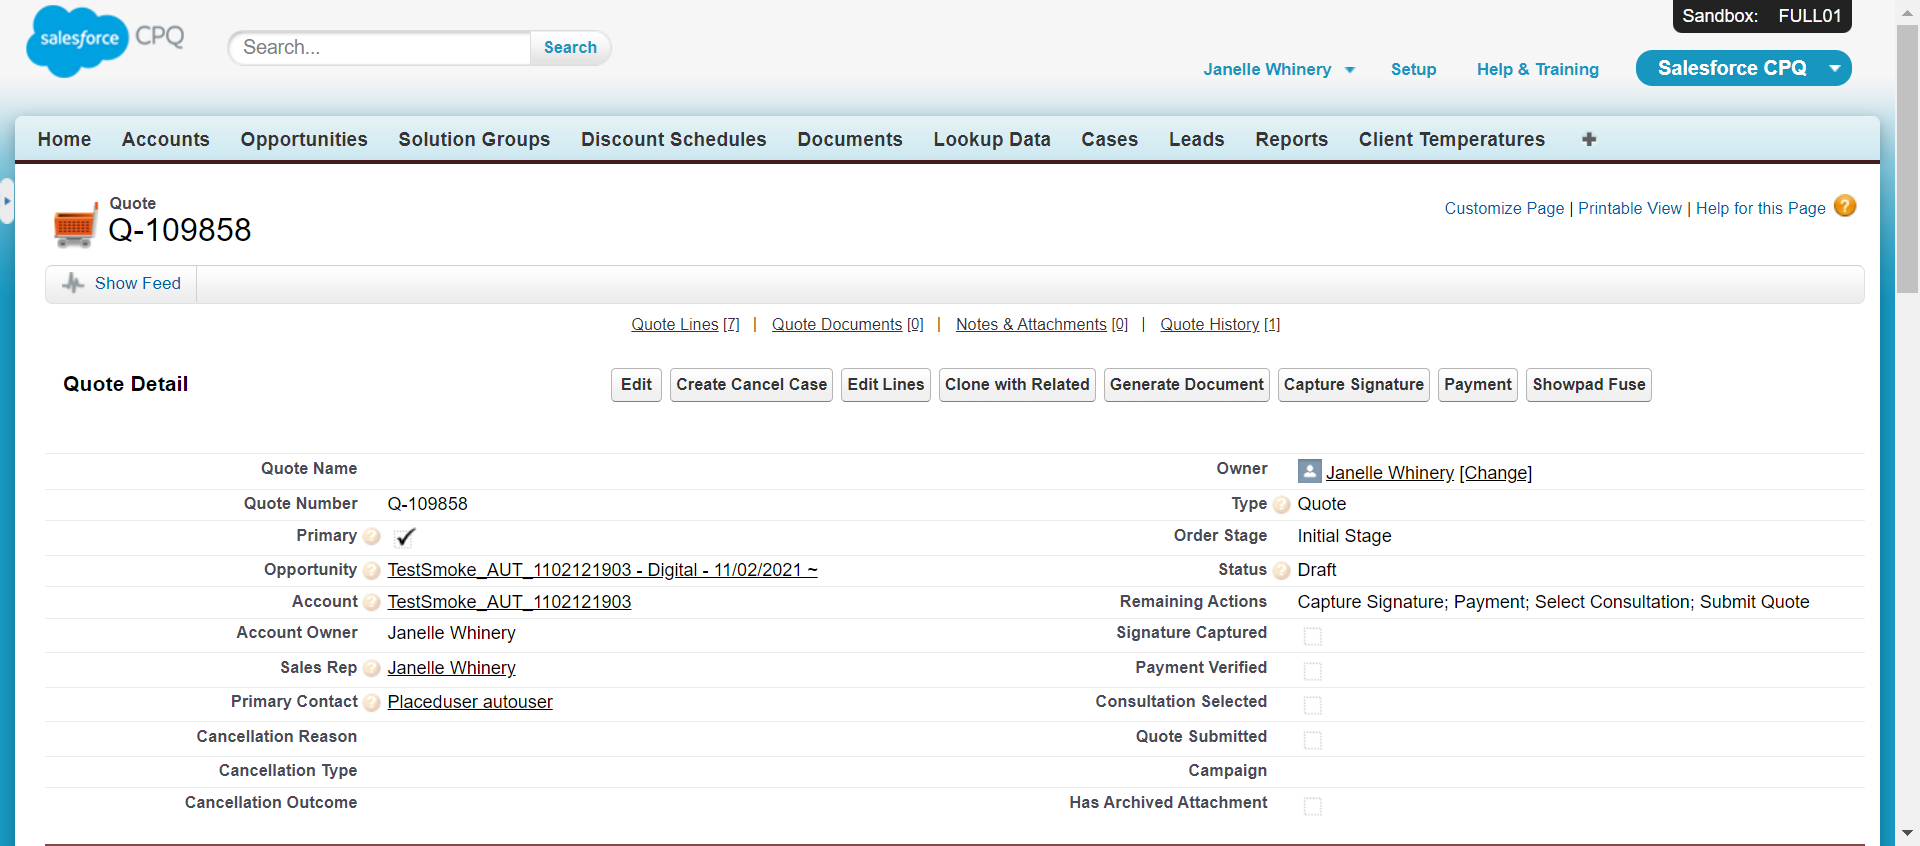 Sandbox: FULL01
salesforce CPQ
Search... Search
Janelle Whinery Setup Help & Training Salesforce CPQ
Home Accounts Opportunities Solution Groups Discount Schedules Documents Lookup Data Cases Leads Reports Client Temperatures
Quote
Q-109858
Customize Page | Printable View | Help for this Page ?
Show Feed
Quote Lines [7] | Quote Documents [0] | Notes & Attachments [0] | Quote History [1]
Quote Detail Edit Create Cancel Case Edit Lines Clone with Related Generate Document Capture Signature Payment Showpad Fuse
Quote Name Owner Janelle Whinery [Change]
Quote Number Q-109858 Type ? Quote
Primary ? Order Stage Initial Stage
Opportunity ? TestSmoke_AUT_1102121903 - Digital - 11/02/2021 ~ Status ? Draft
Account ? TestSmoke_AUT_1102121903 Remaining Actions Capture Signature; Payment; Select Consultation; Submit Quote
Account Owner Janelle Whinery Signature Captured
Sales Rep ? Janelle Whinery Payment Verified
Primary Contact ? Placeduser autouser Consultation Selected
Cancellation Reason Quote Submitted
Cancellation Type Campaign
Cancellation Outcome Has Archived Attachment